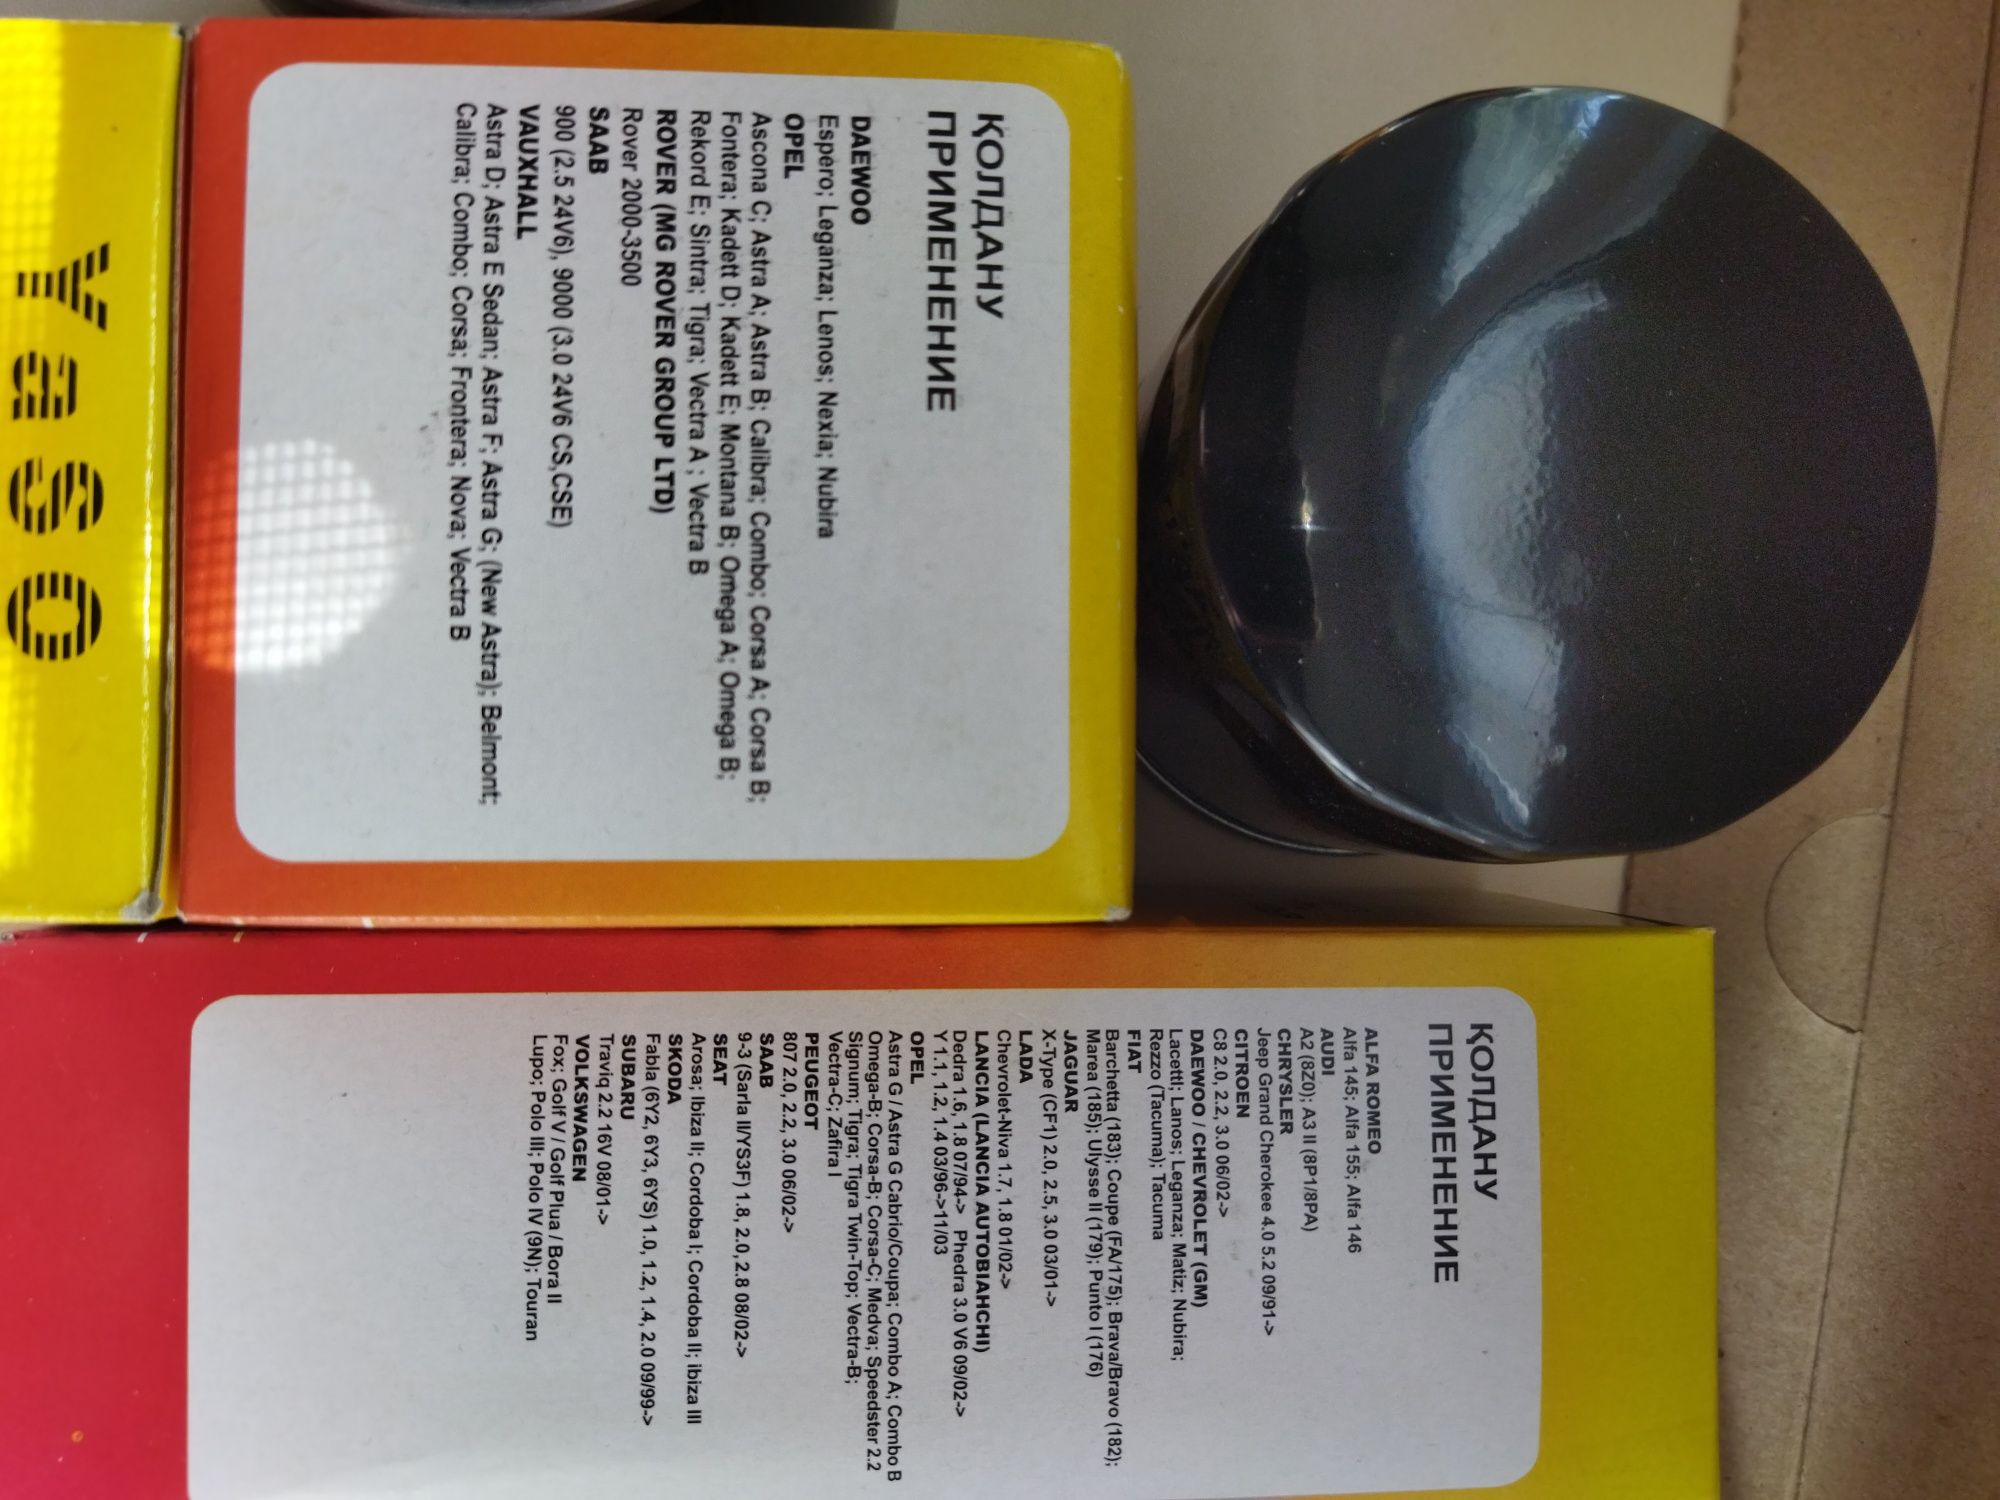 ҚОЛДАНУ
ПРИМЕНЕНИЕ
DAEWOO
Espero; Leganza; Lenos; Nexia; Nubira
OPEL
Ascona C; Astra A; Astra B; Calibra; Combo; Corsa A; Corsa B;
Fontera; Kadett D; Kadett E; Montana B; Omega A; Omega B;
Rekord E; Sintra; Tigra; Vectra A ; Vectra B
ROVER (MG ROVER GROUP LTD)
Rover 2000-3500
SAAB
900 (2.5 24V6), 9000 (3.0 24V6 CS,CSE)
VAUXHALL
Astra D; Astra E Sedan; Astra F; Astra G; (New Astra); Belmont;
Calibra; Combo; Corsa; Frontera; Nova; Vectra B
YaSO
ҚОЛДАНУ
ПРИМЕНЕНИЕ
ALFA ROMEO
Alfa 145; Alfa 155; Alfa 146
AUDI
A2 (8Z0); A3 II (8P1/8PA)
CHRYSLER
Jeep Grand Cherokee 4.0 5.2 09/91->
CITROEN
C8 2.0, 2.2, 3.0 06/02->
DAEWOO / CHEVROLET (GM)
Lacettl; Lanos; Leganza; Matiz; Nubira;
Rezzo (Tacuma); Tacuma
FIAT
Barchetta (183); Coupe (FA/175); Brava/Bravo (182);
Marea (185); Ulysse II (179); Punto I (176)
JAGUAR
X-Type (CF1) 2.0, 2.5, 3.0 03/01->
LADA
Chevrolet-Niva 1.7, 1.8 01/02->
LANCIA (LANCIA AUTOBIAHCHI)
Dedra 1.6, 1.8 07/94-> Phedra 3.0 V6 09/02->
Y 1.1, 1.2, 1.4 03/96->11/03
OPEL
Astra G / Astra G Cabrio/Coupa; Combo A; Combo B
Omega-B; Corsa-B; Corsa-C; Medva; Speedster 2.2
Signum; Tigra; Tigra Twin-Top; Vectra-B;
Vectra-C; Zafira I
PEUGEOT
807 2.0, 2.2, 3.0 06/02->
SAAB
9-3 (Sarla II/YS3F) 1.8, 2.0, 2.8 08/02->
SEAT
Arosa; Ibiza II; Cordoba I; Cordoba II; ibiza III
SKODA
Fabla (6Y2, 6Y3, 6YS) 1.0, 1.2, 1.4, 2.0 09/99->
SUBARU
Traviq 2.2 16V 08/01->
VOLKSWAGEN
Fox; Golf V / Golf Plua / Bora II
Lupo; Polo III; Polo IV (9N); Touran